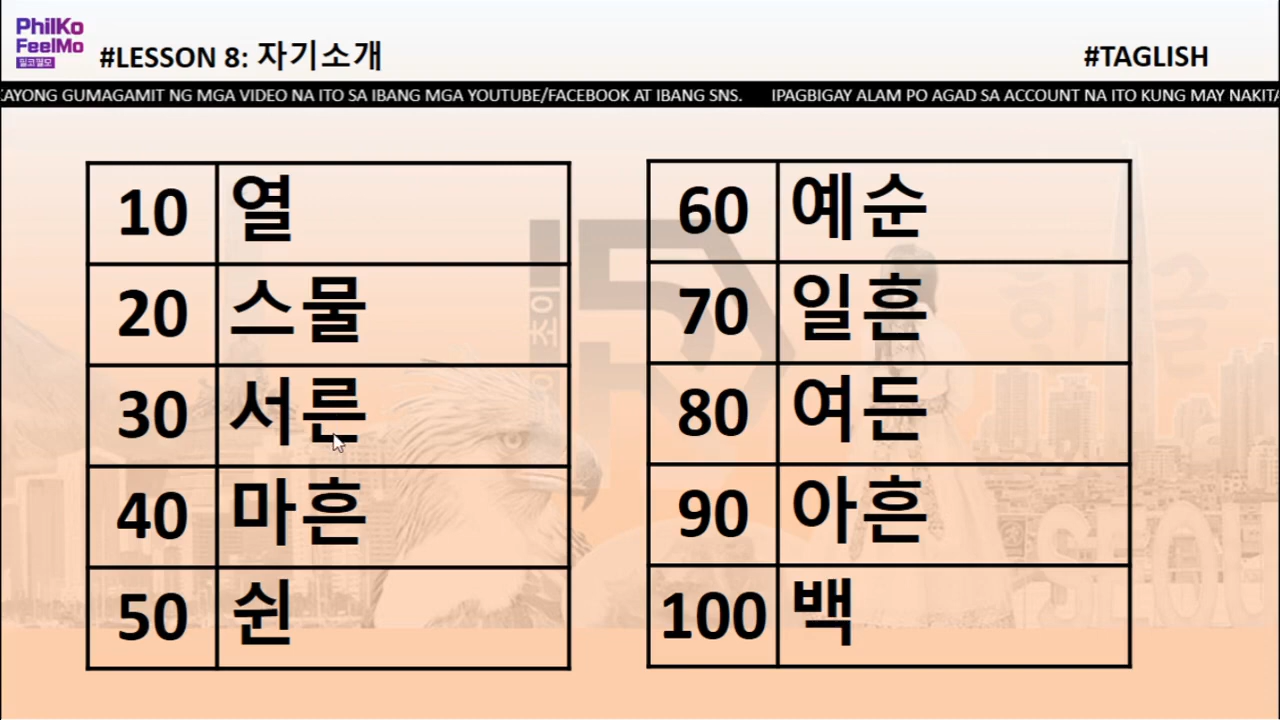 PhilKo
FeelMo
필코필모
#LESSON 8: 자기소개
#TAGLISH
KAYONG GUMAGAMIT NG MGA VIDEO NA ITO SA IBANG MGA YOUTUBE/FACEBOOK AT IBANG SNS. IPAGBIGAY ALAM PO AGAD SA ACCOUNT NA ITO KUNG MAY NAKITA
10 열
20 스물
30 서른
40 마흔
50 쉰
60 예순
70 일흔
80 여든
90 아흔
100 백
한글
SEOUL